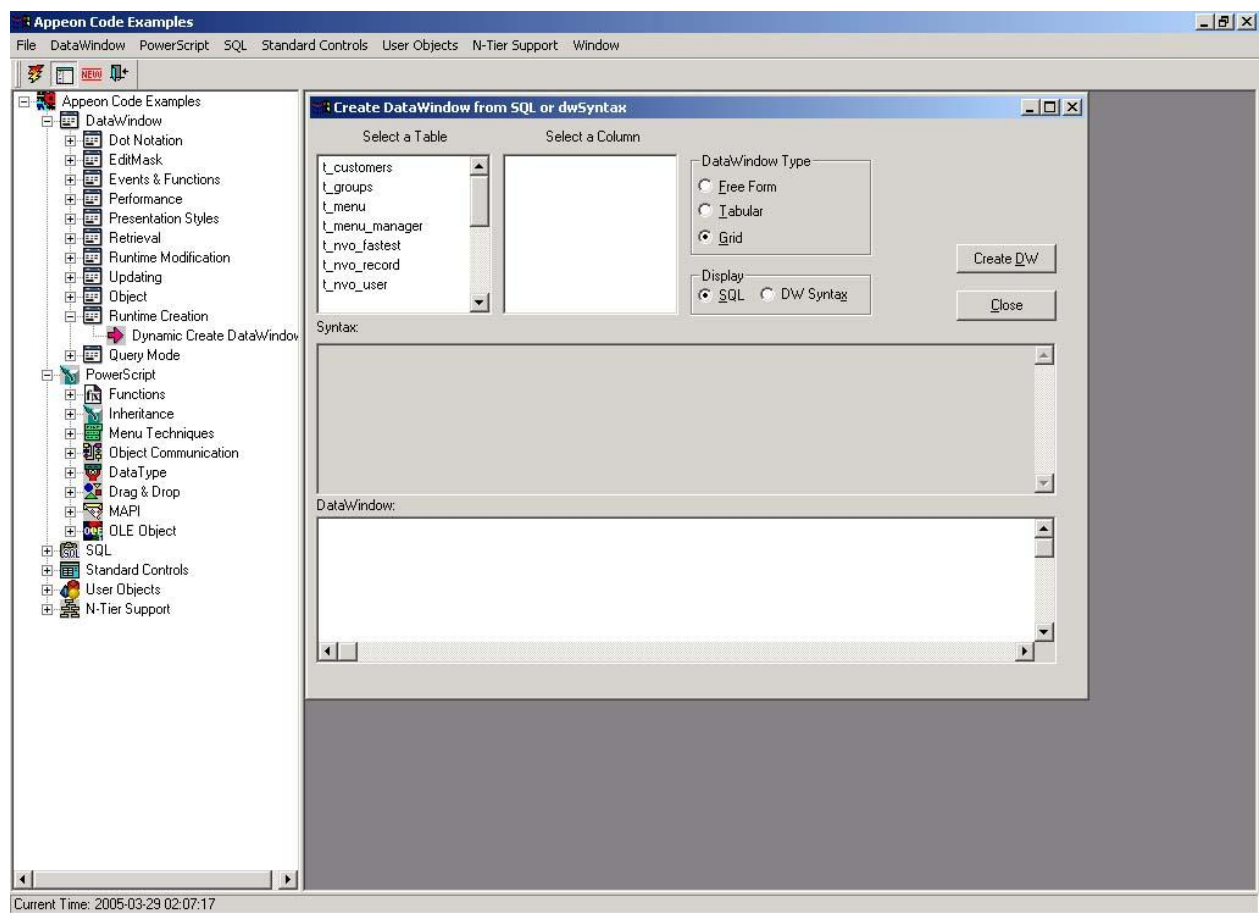 Appeon Code Examples
File DataWindow PowerScript SQL Standard Controls User Objects N-Tier Support Window
NEW
Appeon Code Examples
DataWindow
Dot Notation
EditMask
Events & Functions
Performance
Presentation Styles
Retrieval
Runtime Modification
Updating
Object
Runtime Creation
Dynamic Create DataWindow
Query Mode
PowerScript
Functions
Inheritance
Menu Techniques
Object Communication
DataType
Drag & Drop
MAPI
OLE Object
SQL
Standard Controls
User Objects
N-Tier Support
Create DataWindow from SQL or dwSyntax
Select a Table
Select a Column
t_customers
t_groups
t_menu
t_menu_manager
t_nvo_fastest
t_nvo_record
t_nvo_user
DataWindow Type
Free Form
Tabular
Grid
Display
SQL DW Syntax
Create DW
Close
Syntax:
DataWindow:
Current Time: 2005-03-29 02:07:17